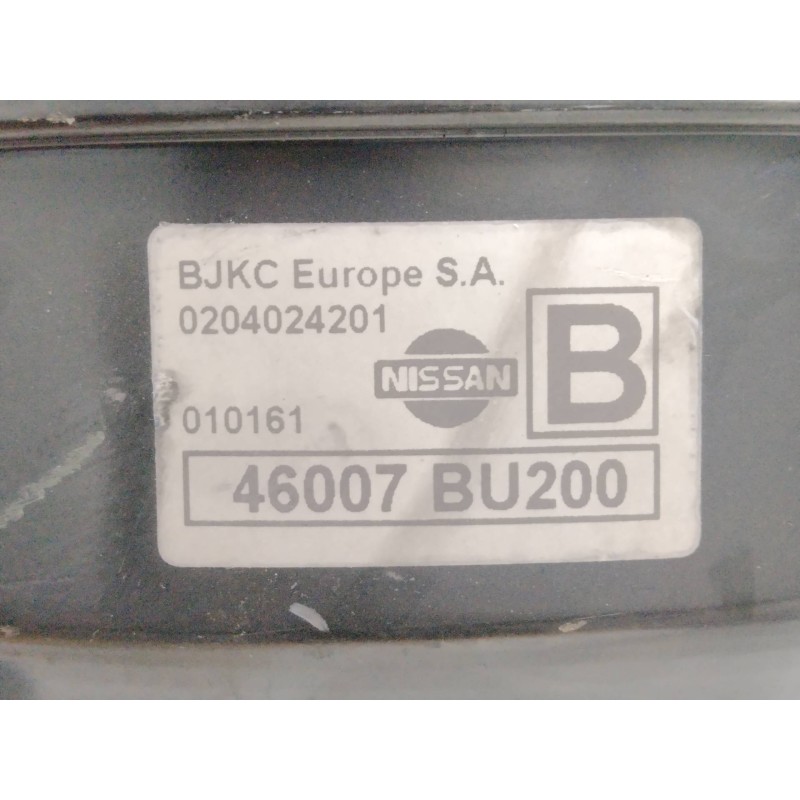 BJKC Europe S.A.
0204024201
B
NISSAN
010161
46007 BU200